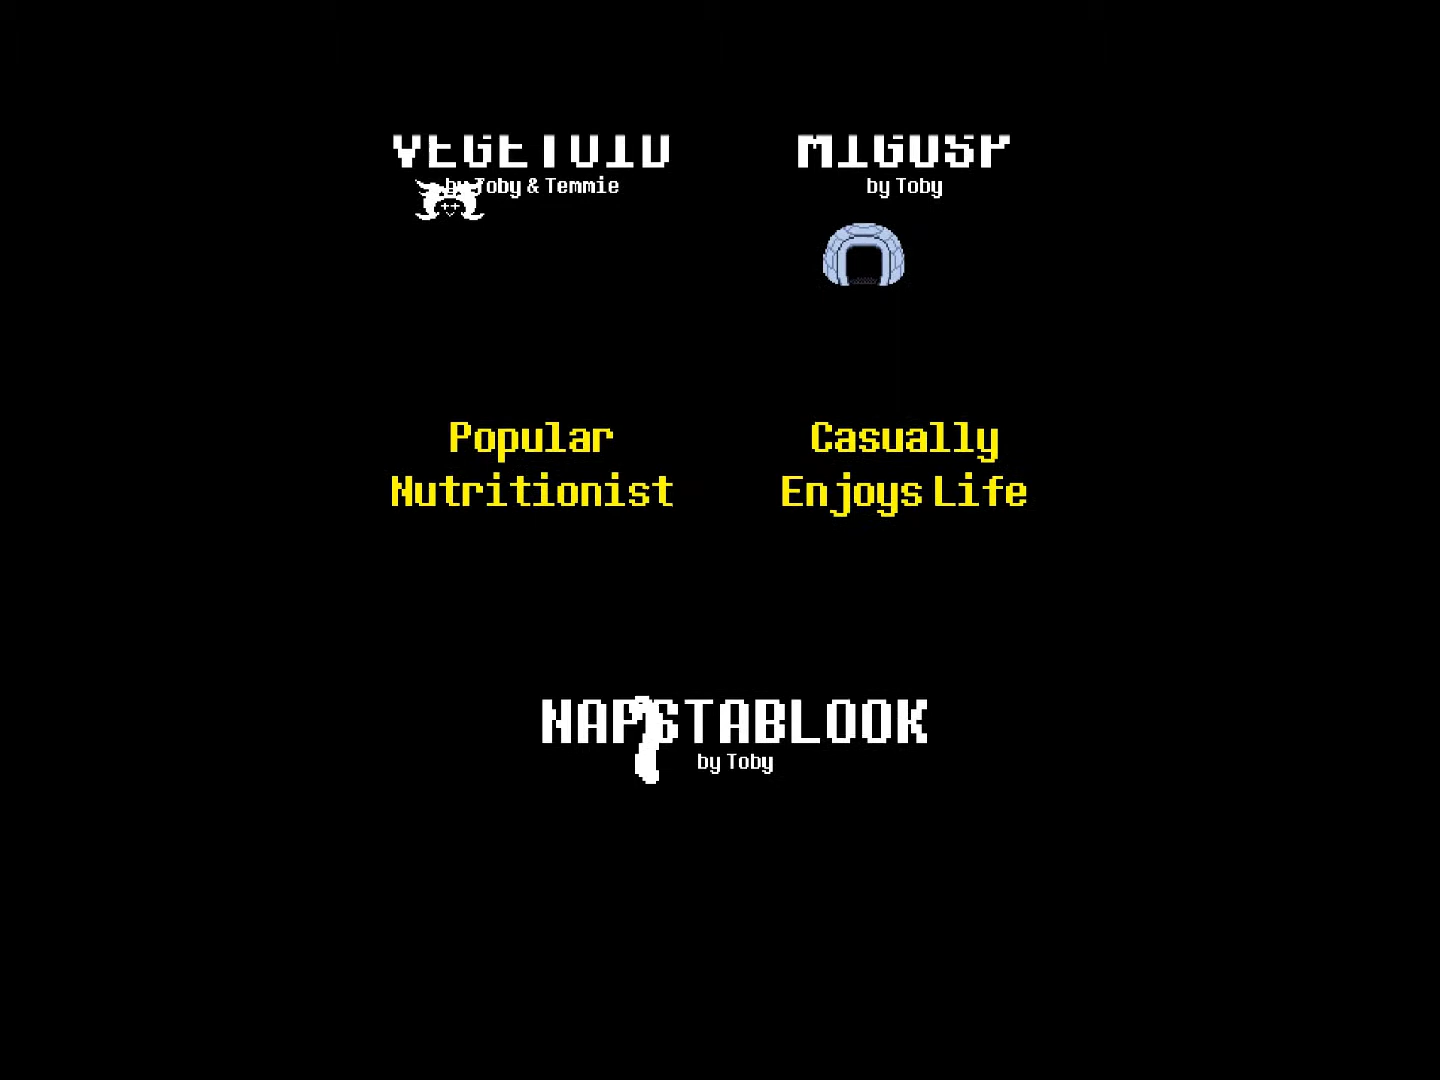 VEGETOID
by Toby & Temmie
MIGOSP
by Toby
Popular
Nutritionist
Casually
Enjoys Life
NAPSTABLOOK
by Toby